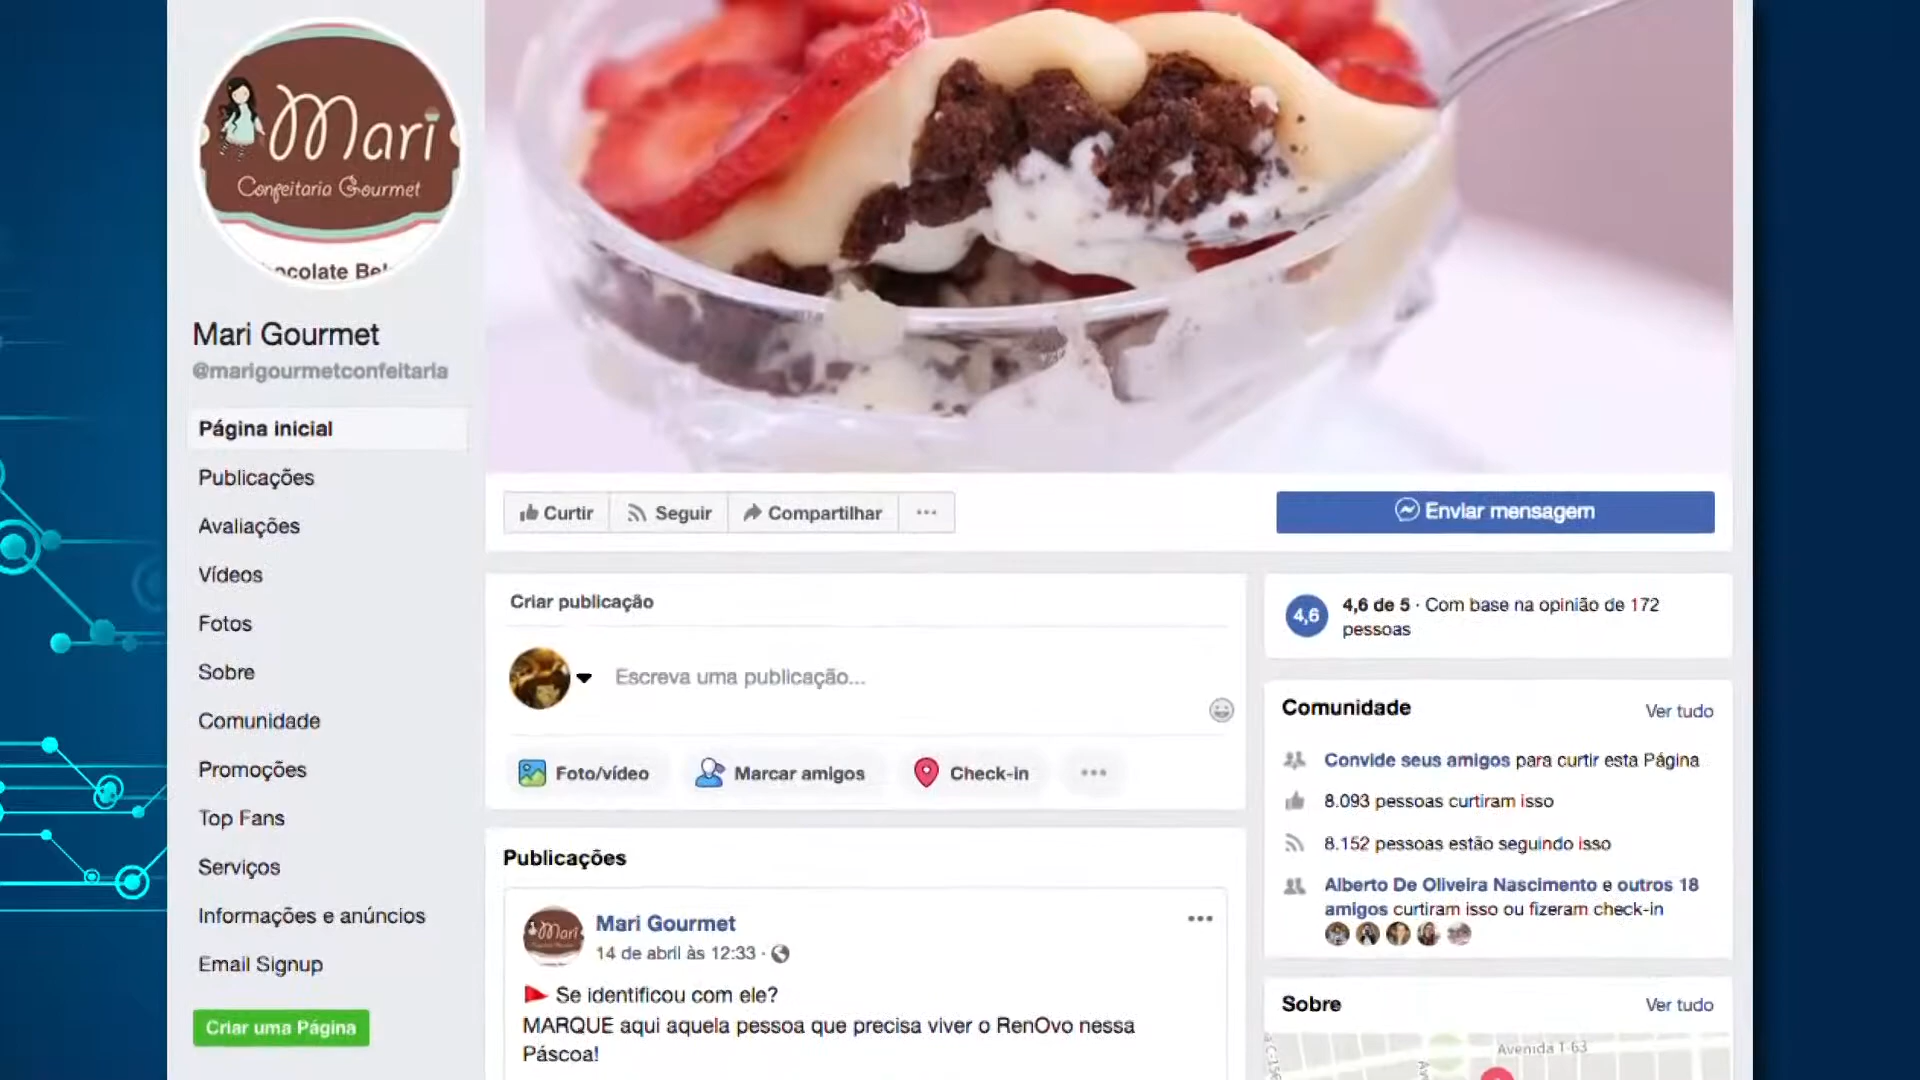 Mari
Confeitaria Gourmet
Mari Gourmet
@marigourmetconfeitaria
Página inicial
Publicações
Avaliações
Vídeos
Fotos
Sobre
Comunidade
Promoções
Top Fans
Serviços
Informações e anúncios
Email Signup
Criar uma Página
Curtir
Seguir
Compartilhar
Enviar mensagem
Criar publicação
Escreva uma publicação...
Foto/vídeo
Marcar amigos
Check-in
Publicações
Mari Gourmet
14 de abril às 12:33 ·
Se identificou com ele?
MARQUE aqui aquela pessoa que precisa viver o RenOvo nessa
Páscoa!
4,6
4,6 de 5 · Com base na opinião de 172
pessoas
Comunidade
Ver tudo
Convide seus amigos para curtir esta Página
8.093 pessoas curtiram isso
8.152 pessoas estão seguindo isso
Alberto De Oliveira Nascimento e outros 18
amigos curtiram isso ou fizeram check-in
Sobre
Ver tudo
Avenida T-63